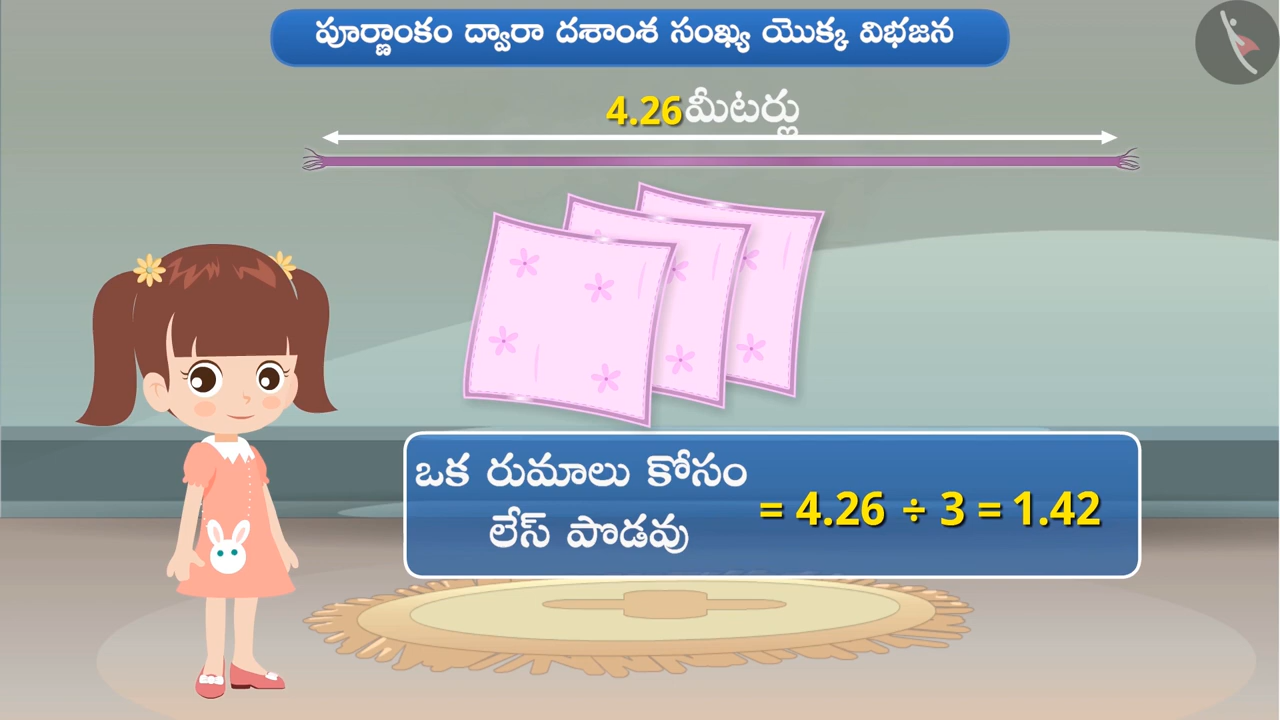 పూర్ణాంకం ద్వారా దశాంశ సంఖ్య యొక్క విభజన
4.26మీటర్లు
ఒక రుమాలు కోసం
లేస్ పొడవు
= 4.26 ÷ 3 = 1.42